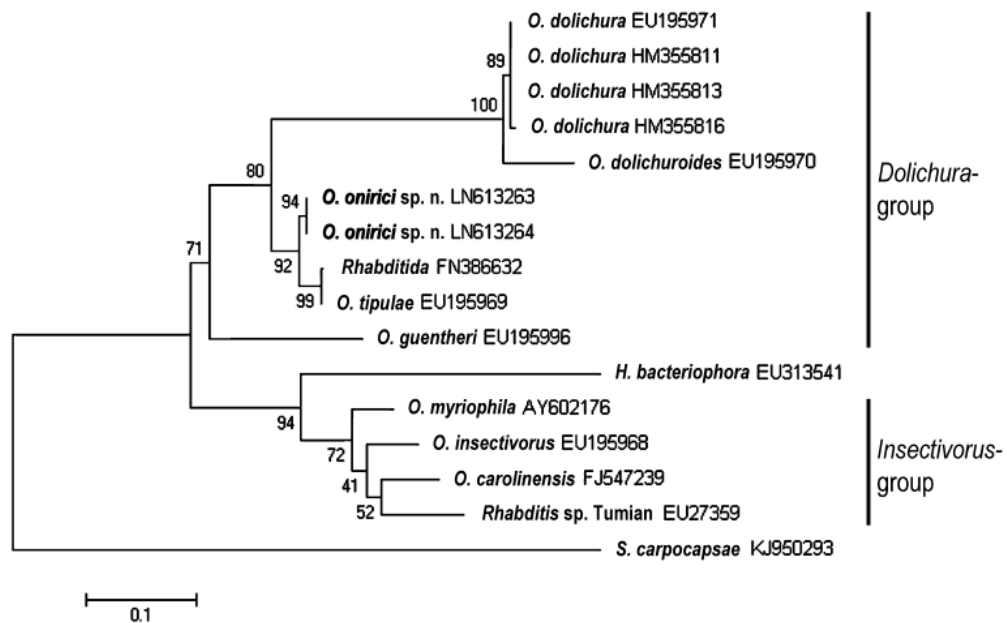 O. dolichura EU195971
O. dolichura HM355811
O. dolichura HM355813
O. dolichura HM355816
O. dolichuroides EU195970
O. onirici sp. n. LN613263
O. onirici sp. n. LN613264
Rhabditida FN386632
O. tipulae EU195969
O. guentheri EU195996
H. bacteriophora EU313541
O. myriophila AY602176
O. insectivorus EU195968
O. carolinensis FJ547239
Rhabditis sp. Tumian EU27359
S. carpocapsae KJ950293
89
100
80
94
92
99
71
94
72
41
52
Dolichura-
group
Insectivorus-
group
0.1